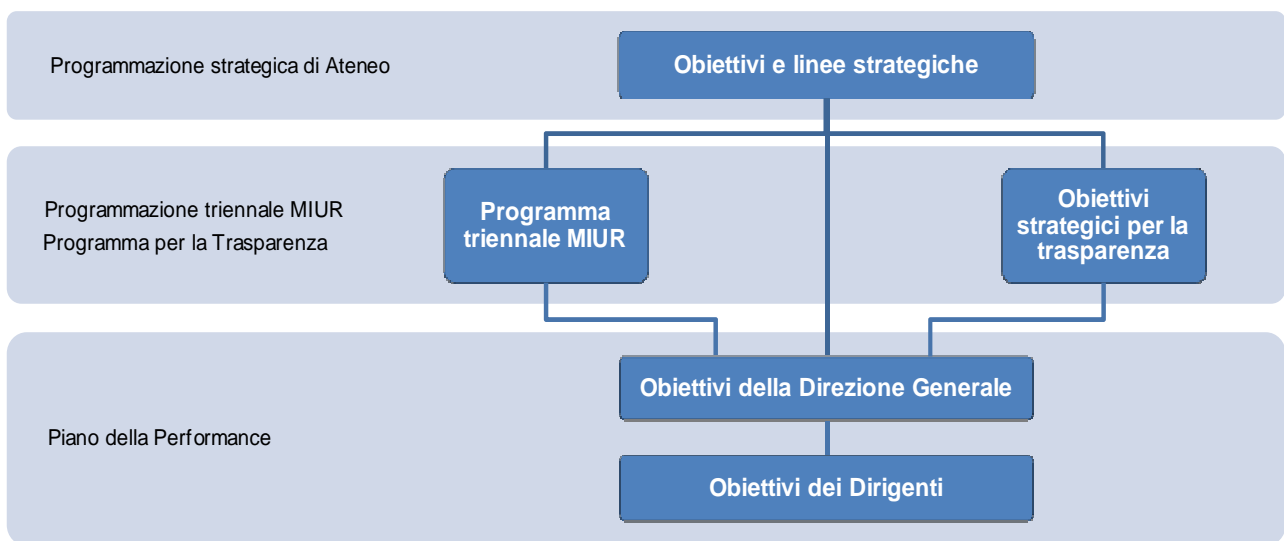 Programmazione strategica di Ateneo
Obiettivi e linee strategiche
Programmazione triennale MIUR
Programma per la Trasparenza
Programma
triennale MIUR
Obiettivi
strategici per la
trasparenza
Piano della Performance
Obiettivi della Direzione Generale
Obiettivi dei Dirigenti